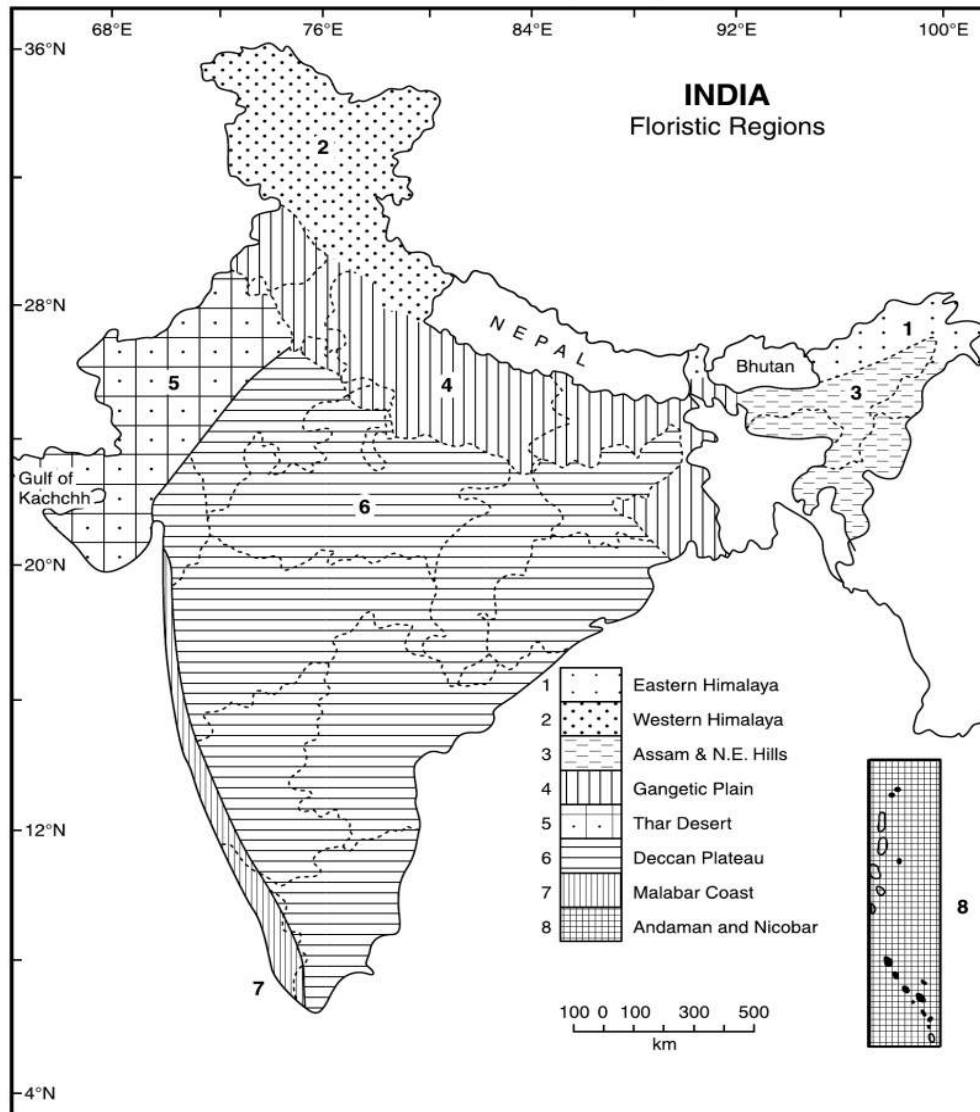 68°E 76°E 84°E 92°E 100°E
36°N
INDIA
Floristic Regions
2
28°N
NEPAL
1
Bhutan
5
4
3
Gulf of
Kachchh
6
20°N
1 Eastern Himalaya
2 Western Himalaya
3 Assam & N.E. Hills
4 Gangetic Plain
5 Thar Desert
12°N
6 Deccan Plateau
7 Malabar Coast
8 Andaman and Nicobar
8
7
100 0 100 300 500
km
4°N